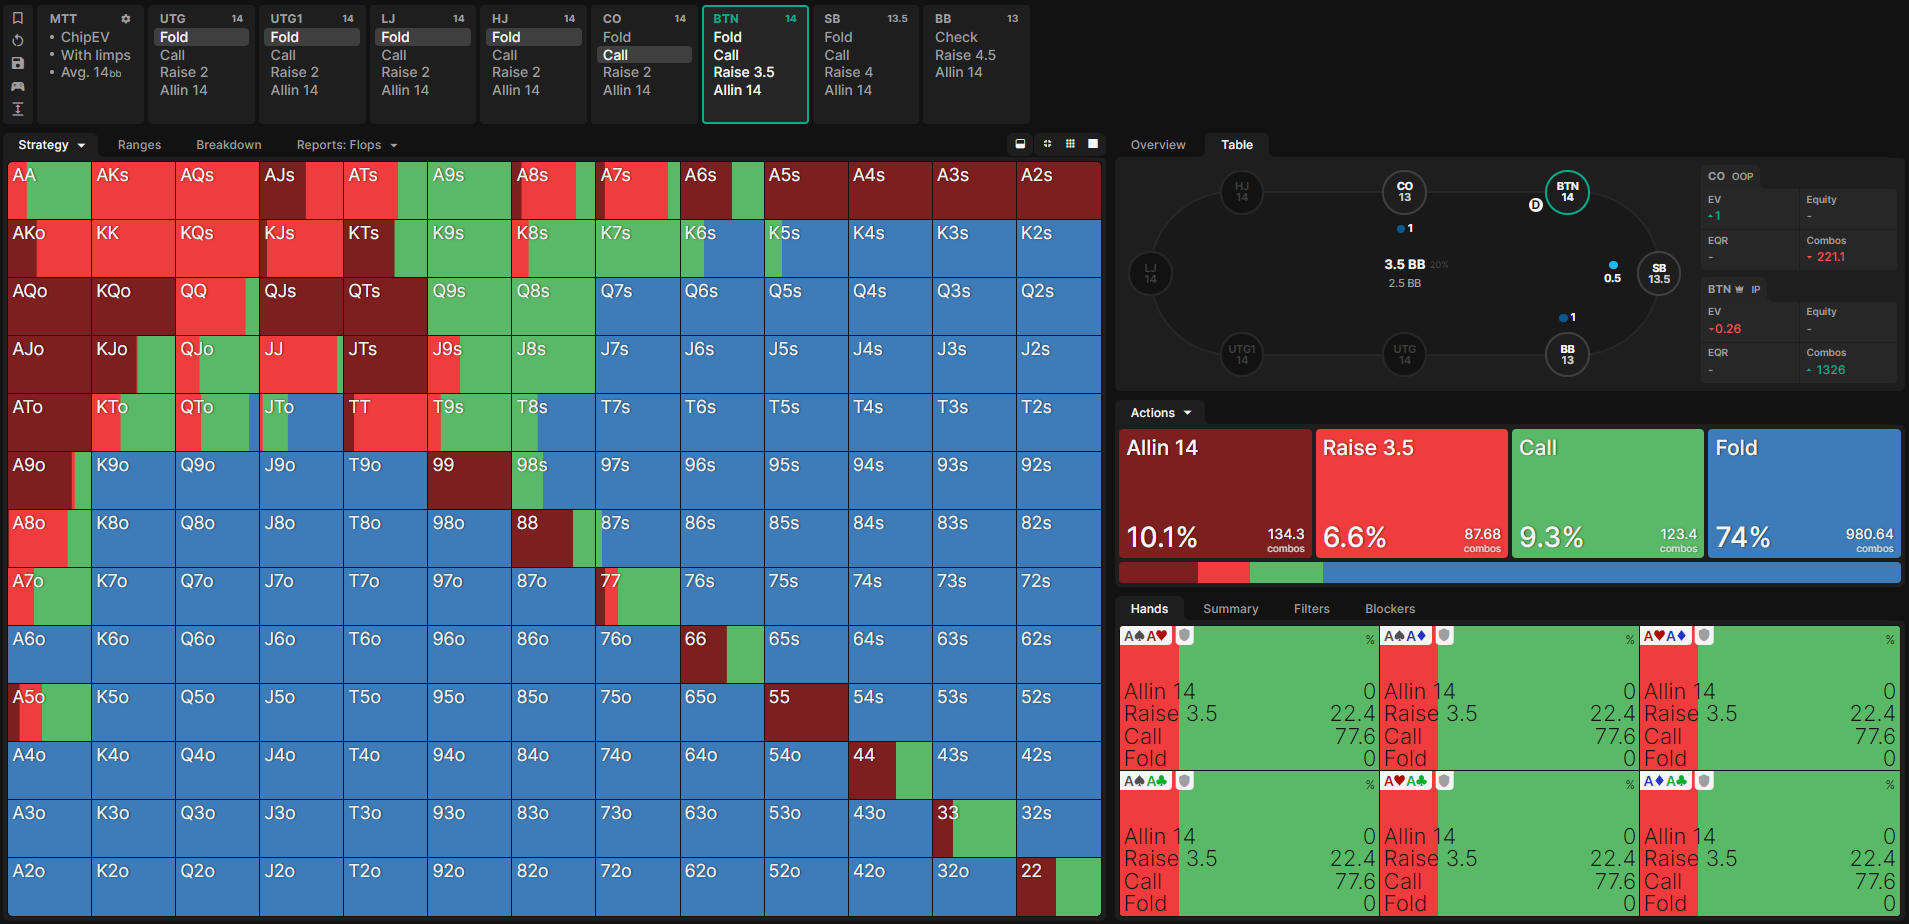 MTT
ChipEV
With limps
Avg. 14bb
UTG 14
Fold
Call
Raise 2
Allin 14
UTG1 14
Fold
Call
Raise 2
Allin 14
LJ 14
Fold
Call
Raise 2
Allin 14
HJ 14
Fold
Call
Raise 2
Allin 14
CO 14
Fold
Call
Raise 2
Allin 14
BTN 14
Fold
Call
Raise 3.5
Allin 14
SB 13.5
Fold
Call
Raise 4
Allin 14
BB 13
Check
Raise 4.5
Allin 14
Strategy Ranges Breakdown Reports: Flops
AA AKs AQs AJs ATs A9s A8s A7s A6s A5s A4s A3s A2s
AKo KK KQs KJs KTs K9s K8s K7s K6s K5s K4s K3s K2s
AQo KQo QQ QJs QTs Q9s Q8s Q7s Q6s Q5s Q4s Q3s Q2s
AJo KJo QJo JJ JTs J9s J8s J7s J6s J5s J4s J3s J2s
ATo KTo QTo JTo TT T9s T8s T7s T6s T5s T4s T3s T2s
A9o K9o Q9o J9o T9o 99 98s 97s 96s 95s 94s 93s 92s
A8o K8o Q8o J8o T8o 98o 88 87s 86s 85s 84s 83s 82s
A7o K7o Q7o J7o T7o 97o 87o 77 76s 75s 74s 73s 72s
A6o K6o Q6o J6o T6o 96o 86o 76o 66 65s 64s 63s 62s
A5o K5o Q5o J5o T5o 95o 85o 75o 65o 55 54s 53s 52s
A4o K4o Q4o J4o T4o 94o 84o 74o 64o 54o 44 43s 42s
A3o K3o Q3o J3o T3o 93o 83o 73o 63o 53o 43o 33 32s
A2o K2o Q2o J2o T2o 92o 82o 72o 62o 52o 42o 32o 22
Overview Table
HJ
14
CO
13
BTN
14
D
1
LJ
14
3.5 BB 20%
2.5 BB
0.5
SB
13.5
1
UTG1
14
UTG
14
BB
13
CO OOP
EV Equity
1 -
EQR Combos
- 221.1
BTN IP
EV Equity
-0.26 -
EQR Combos
- 1326
Actions
Allin 14
10.1% 134.3
combos
Raise 3.5
6.6% 87.68
combos
Call
9.3% 123.4
combos
Fold
74% 980.64
combos
Hands Summary Filters Blockers
A♠A♥ %
Allin 14 0
Raise 3.5 22.4
Call 77.6
Fold 0
A♠A♦ %
Allin 14 0
Raise 3.5 22.4
Call 77.6
Fold 0
A♥A♦ %
Allin 14 0
Raise 3.5 22.4
Call 77.6
Fold 0
A♠A♣ %
Allin 14 0
Raise 3.5 22.4
Call 77.6
Fold 0
A♥A♣ %
Allin 14 0
Raise 3.5 22.4
Call 77.6
Fold 0
A♦A♣ %
Allin 14 0
Raise 3.5 22.4
Call 77.6
Fold 0